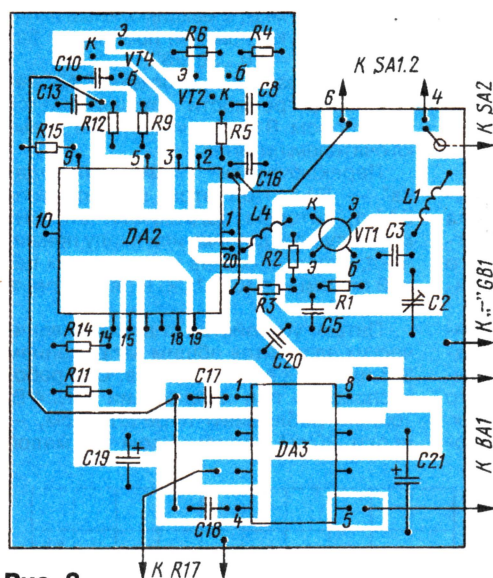 Э
К
R6
R4
C10
VT4
К SA1.2
б
Э
б
C13
VT2
К
C8
6
4
К SA2
R15
R12
R9
R5
9
5
3
2
C16
L1
10
DA2
1
L4
К
Э
VT1
C3
20
R2
Э
б
К „–"GB1
R3
R1
C2
C5
R14
14
15
18
19
C20
R11
C17
1
8
К BA1
C19
+
DA3
+
C21
C18
4
5
К R17
Рис. 2